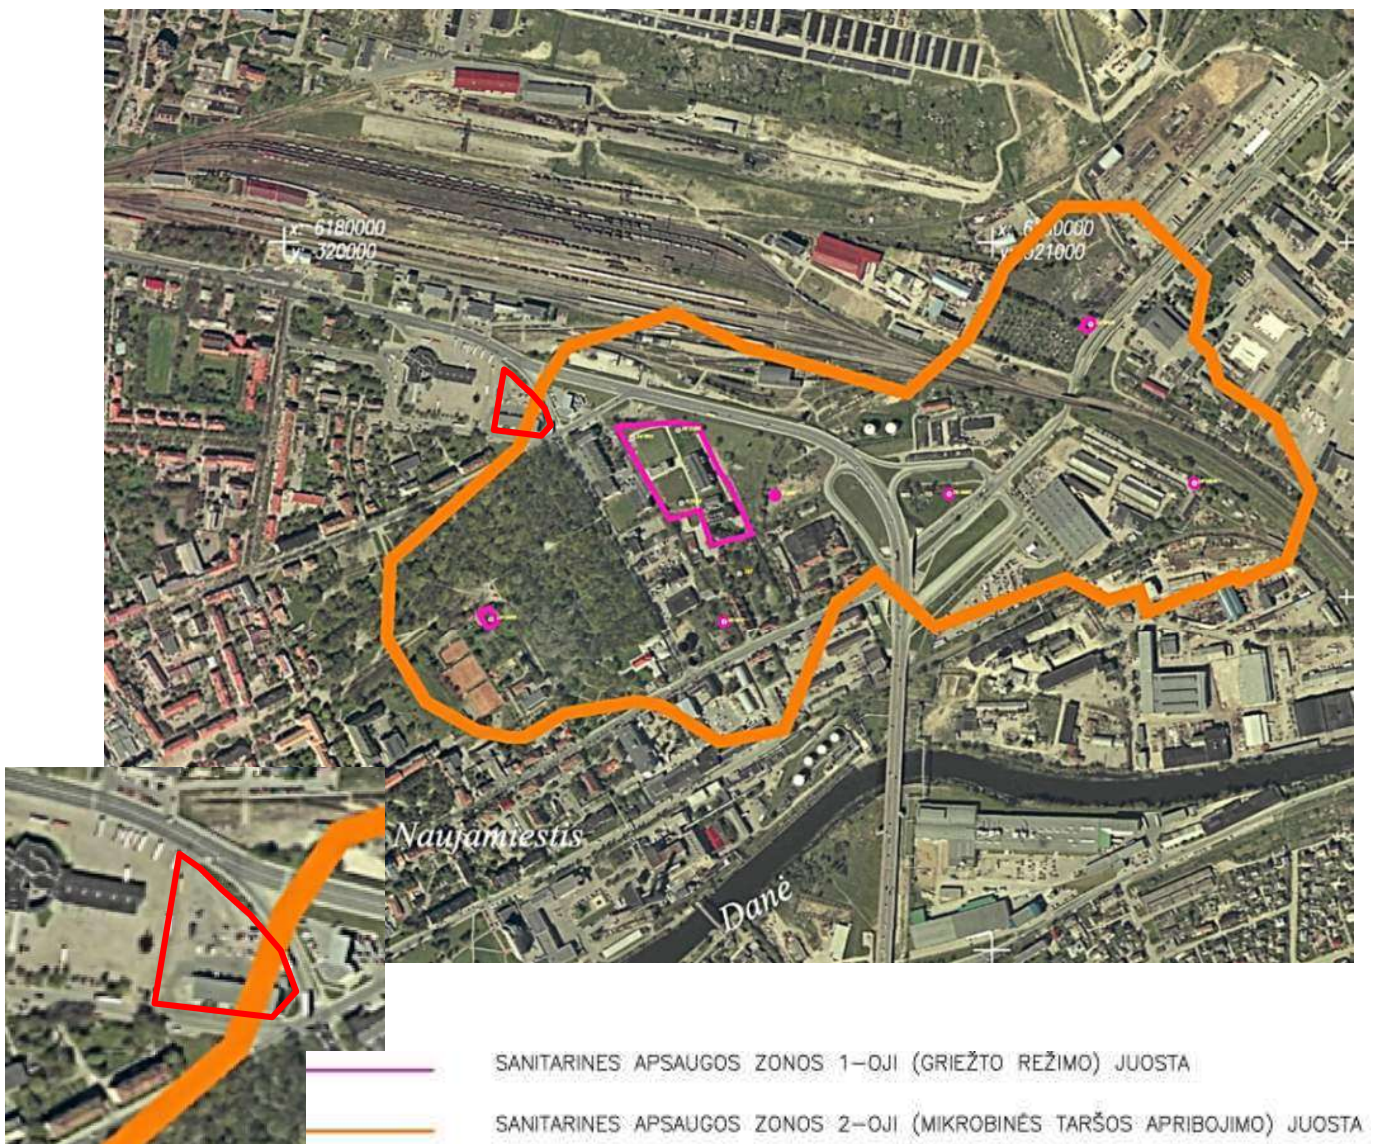 x: 6180000
y: 320000
y: 321000
Naujamiestis
Danė
SANITARINES APSAUGOS ZONOS 1-OJI (GRIEŽTO REŽIMO) JUOSTA
SANITARINES APSAUGOS ZONOS 2-OJI (MIKROBINĖS TARŠOS APRIBOJIMO) JUOSTA